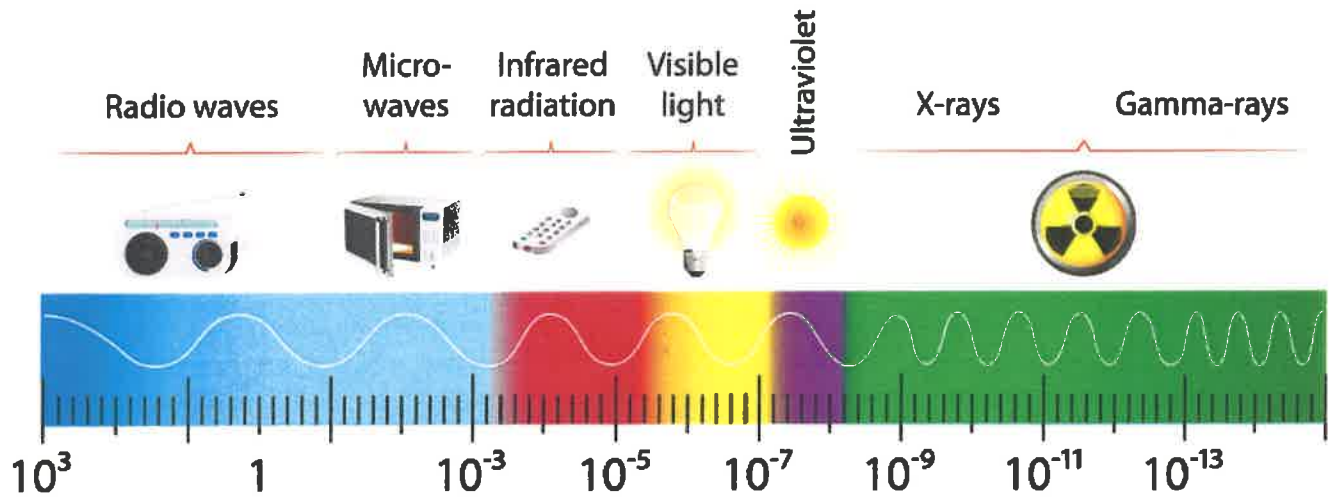 Radio waves
Micro-
waves
Infrared
radiation
Visible
light
Ultraviolet
X-rays
Gamma-rays
10³ 1 10⁻³ 10⁻⁵ 10⁻⁷ 10⁻⁹ 10⁻¹¹ 10⁻¹³